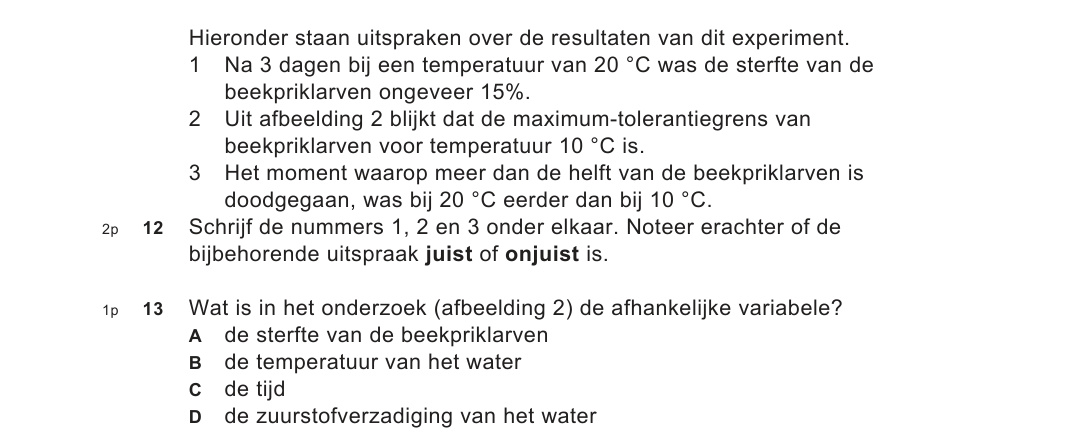 Hieronder staan uitspraken over de resultaten van dit experiment.
1 Na 3 dagen bij een temperatuur van 20 °C was de sterfte van de
beekpriklarven ongeveer 15%.
2 Uit afbeelding 2 blijkt dat de maximum-tolerantiegrens van
beekpriklarven voor temperatuur 10 °C is.
3 Het moment waarop meer dan de helft van de beekpriklarven is
doodgegaan, was bij 20 °C eerder dan bij 10 °C.
2p 12 Schrijf de nummers 1, 2 en 3 onder elkaar. Noteer erachter of de
bijbehorende uitspraak juist of onjuist is.
1p 13 Wat is in het onderzoek (afbeelding 2) de afhankelijke variabele?
A de sterfte van de beekpriklarven
B de temperatuur van het water
C de tijd
D de zuurstofverzadiging van het water